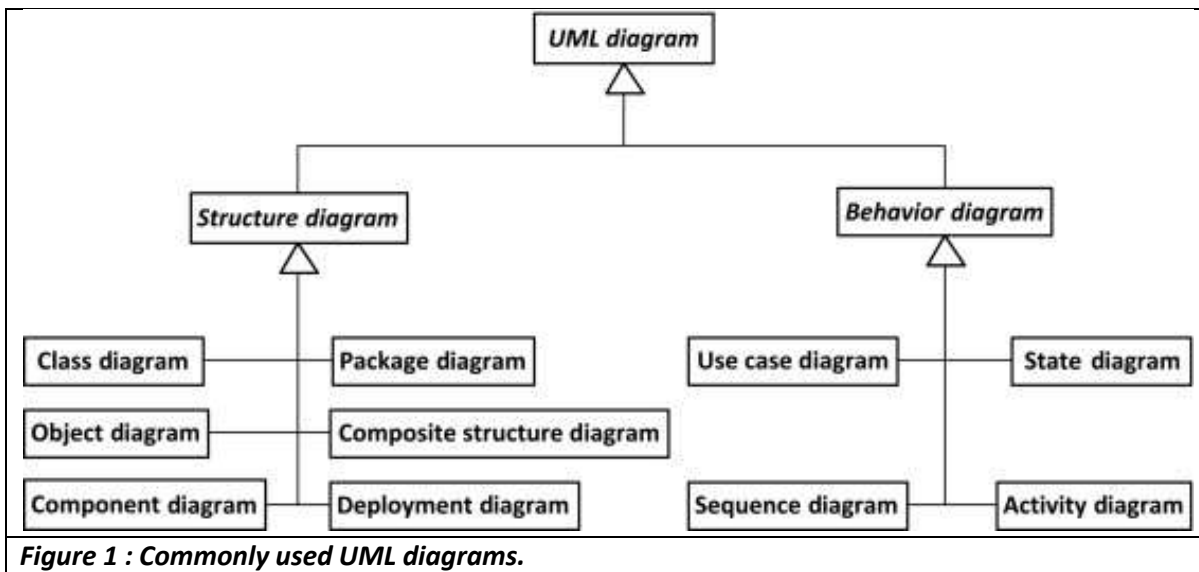 UML diagram
Structure diagram
Behavior diagram
Class diagram
Package diagram
Use case diagram
State diagram
Object diagram
Composite structure diagram
Component diagram
Deployment diagram
Sequence diagram
Activity diagram
Figure 1 : Commonly used UML diagrams.